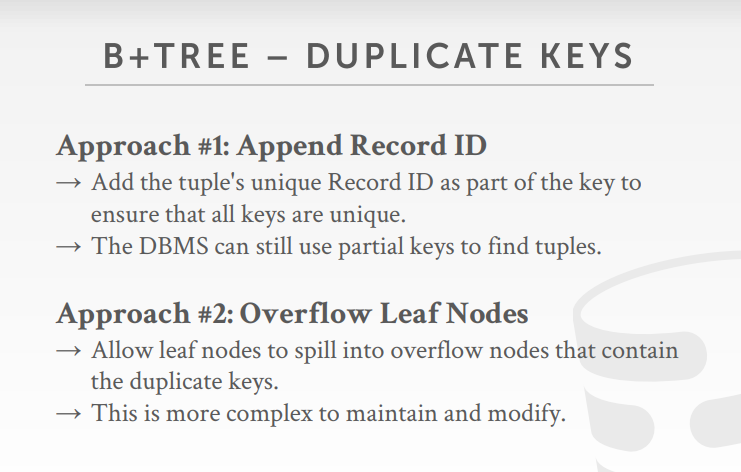 B+TREE – DUPLICATE KEYS
Approach #1: Append Record ID
→ Add the tuple's unique Record ID as part of the key to
ensure that all keys are unique.
→ The DBMS can still use partial keys to find tuples.
Approach #2: Overflow Leaf Nodes
→ Allow leaf nodes to spill into overflow nodes that contain
the duplicate keys.
→ This is more complex to maintain and modify.